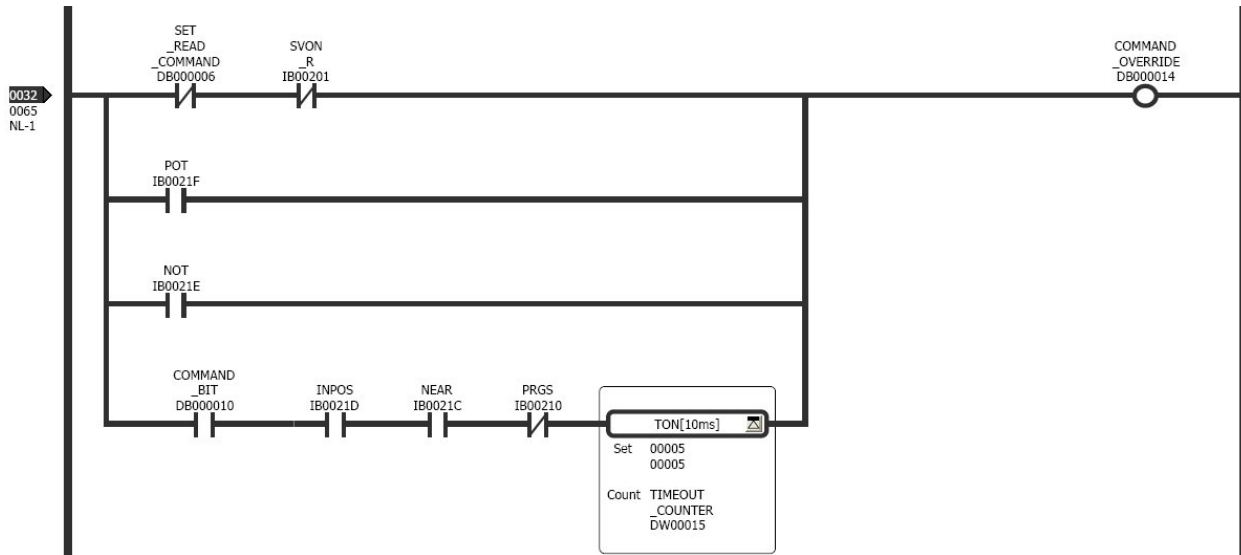 SET
_READ
_COMMAND
DB000006
SVON
_R
IB00201
COMMAND
_OVERRIDE
DB000014
0032
0065
NL-1
POT
IB0021F
NOT
IB0021E
COMMAND
_BIT
DB000010
INPOS
IB0021D
NEAR
IB0021C
PRGS
IB00210
TON[10ms]
Set 00005
00005
Count TIMEOUT
_COUNTER
DW00015